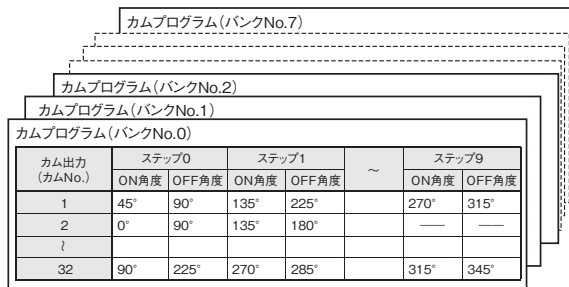 カムプログラム(バンクNo.7)
カムプログラム(バンクNo.2)
カムプログラム(バンクNo.1)
カムプログラム(バンクNo.0)
カム出力 ステップ0 ステップ1 ～ ステップ9
(カムNo.) ON角度 OFF角度 ON角度 OFF角度 ON角度 OFF角度
1 45° 90° 135° 225° 270° 315°
2 0° 90° 135° 180° ── ──
～
32 90° 225° 270° 285° 315° 345°